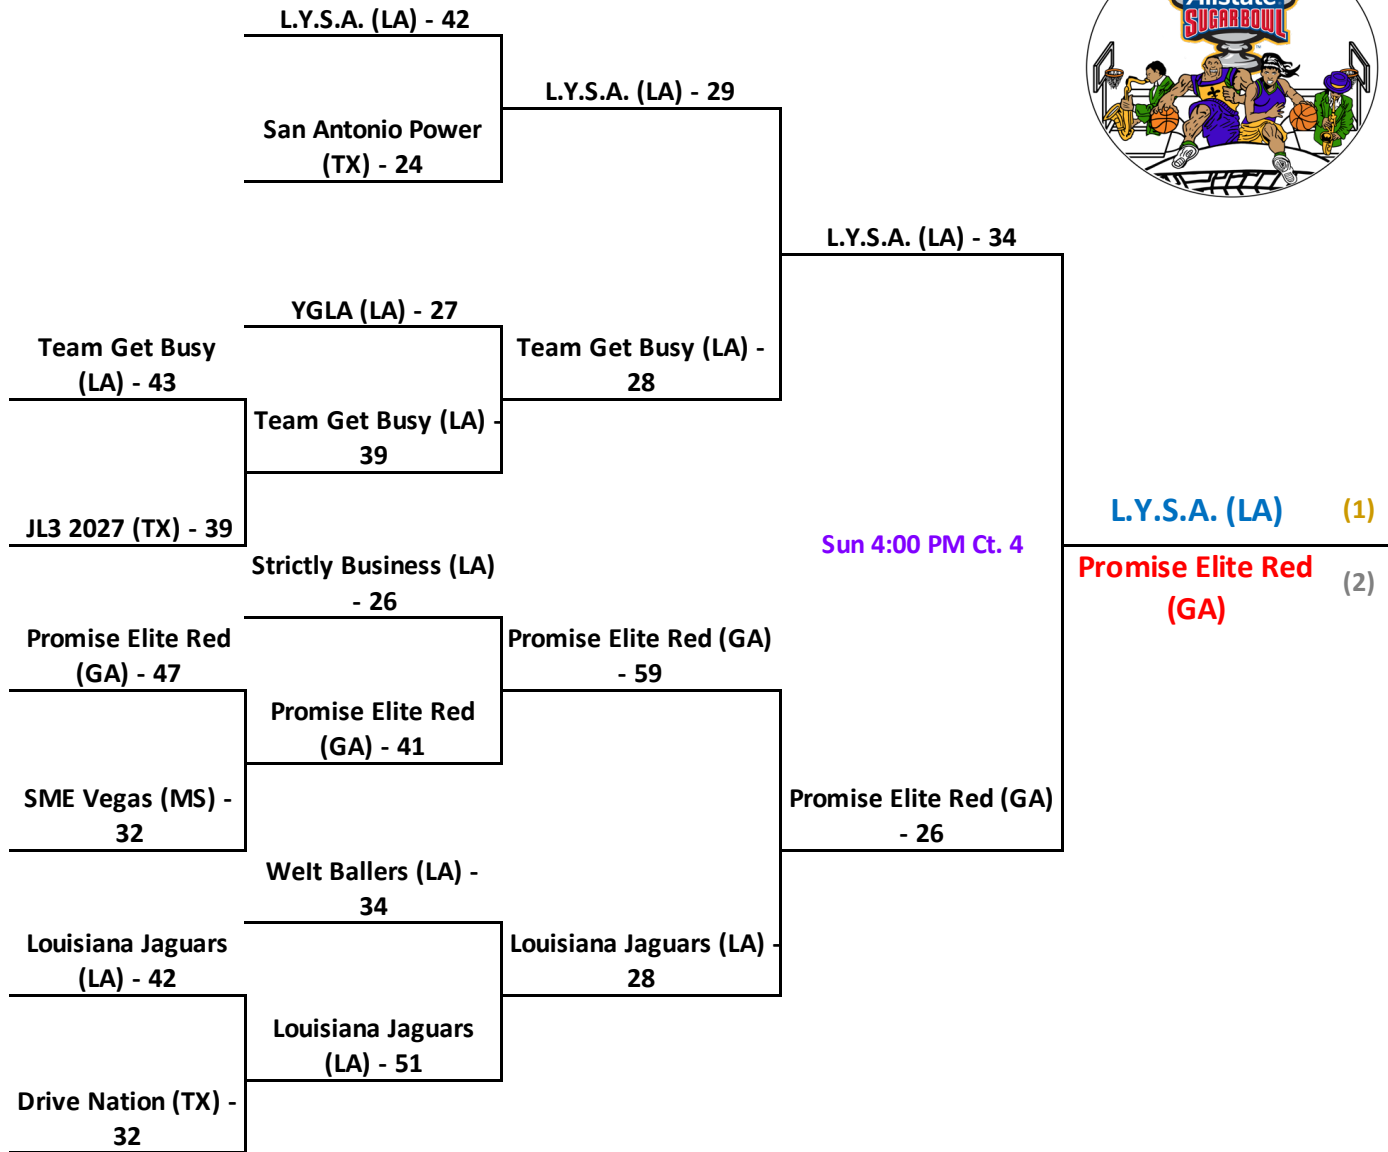 Allstate
SUGAR BOWL
L.Y.S.A. (LA) - 42
L.Y.S.A. (LA) - 29
San Antonio Power
(TX) - 24
L.Y.S.A. (LA) - 34
YGLA (LA) - 27
Team Get Busy
(LA) - 43
Team Get Busy (LA) -
28
Team Get Busy (LA) -
39
JL3 2027 (TX) - 39
L.Y.S.A. (LA) (1)
Sun 4:00 PM Ct. 4
Promise Elite Red
(GA)
(2)
Strictly Business (LA)
- 26
Promise Elite Red
(GA) - 47
Promise Elite Red (GA)
- 59
Promise Elite Red
(GA) - 41
SME Vegas (MS) -
32
Promise Elite Red (GA)
- 26
Welt Ballers (LA) -
34
Louisiana Jaguars
(LA) - 42
Louisiana Jaguars (LA) -
28
Louisiana Jaguars
(LA) - 51
Drive Nation (TX) -
32